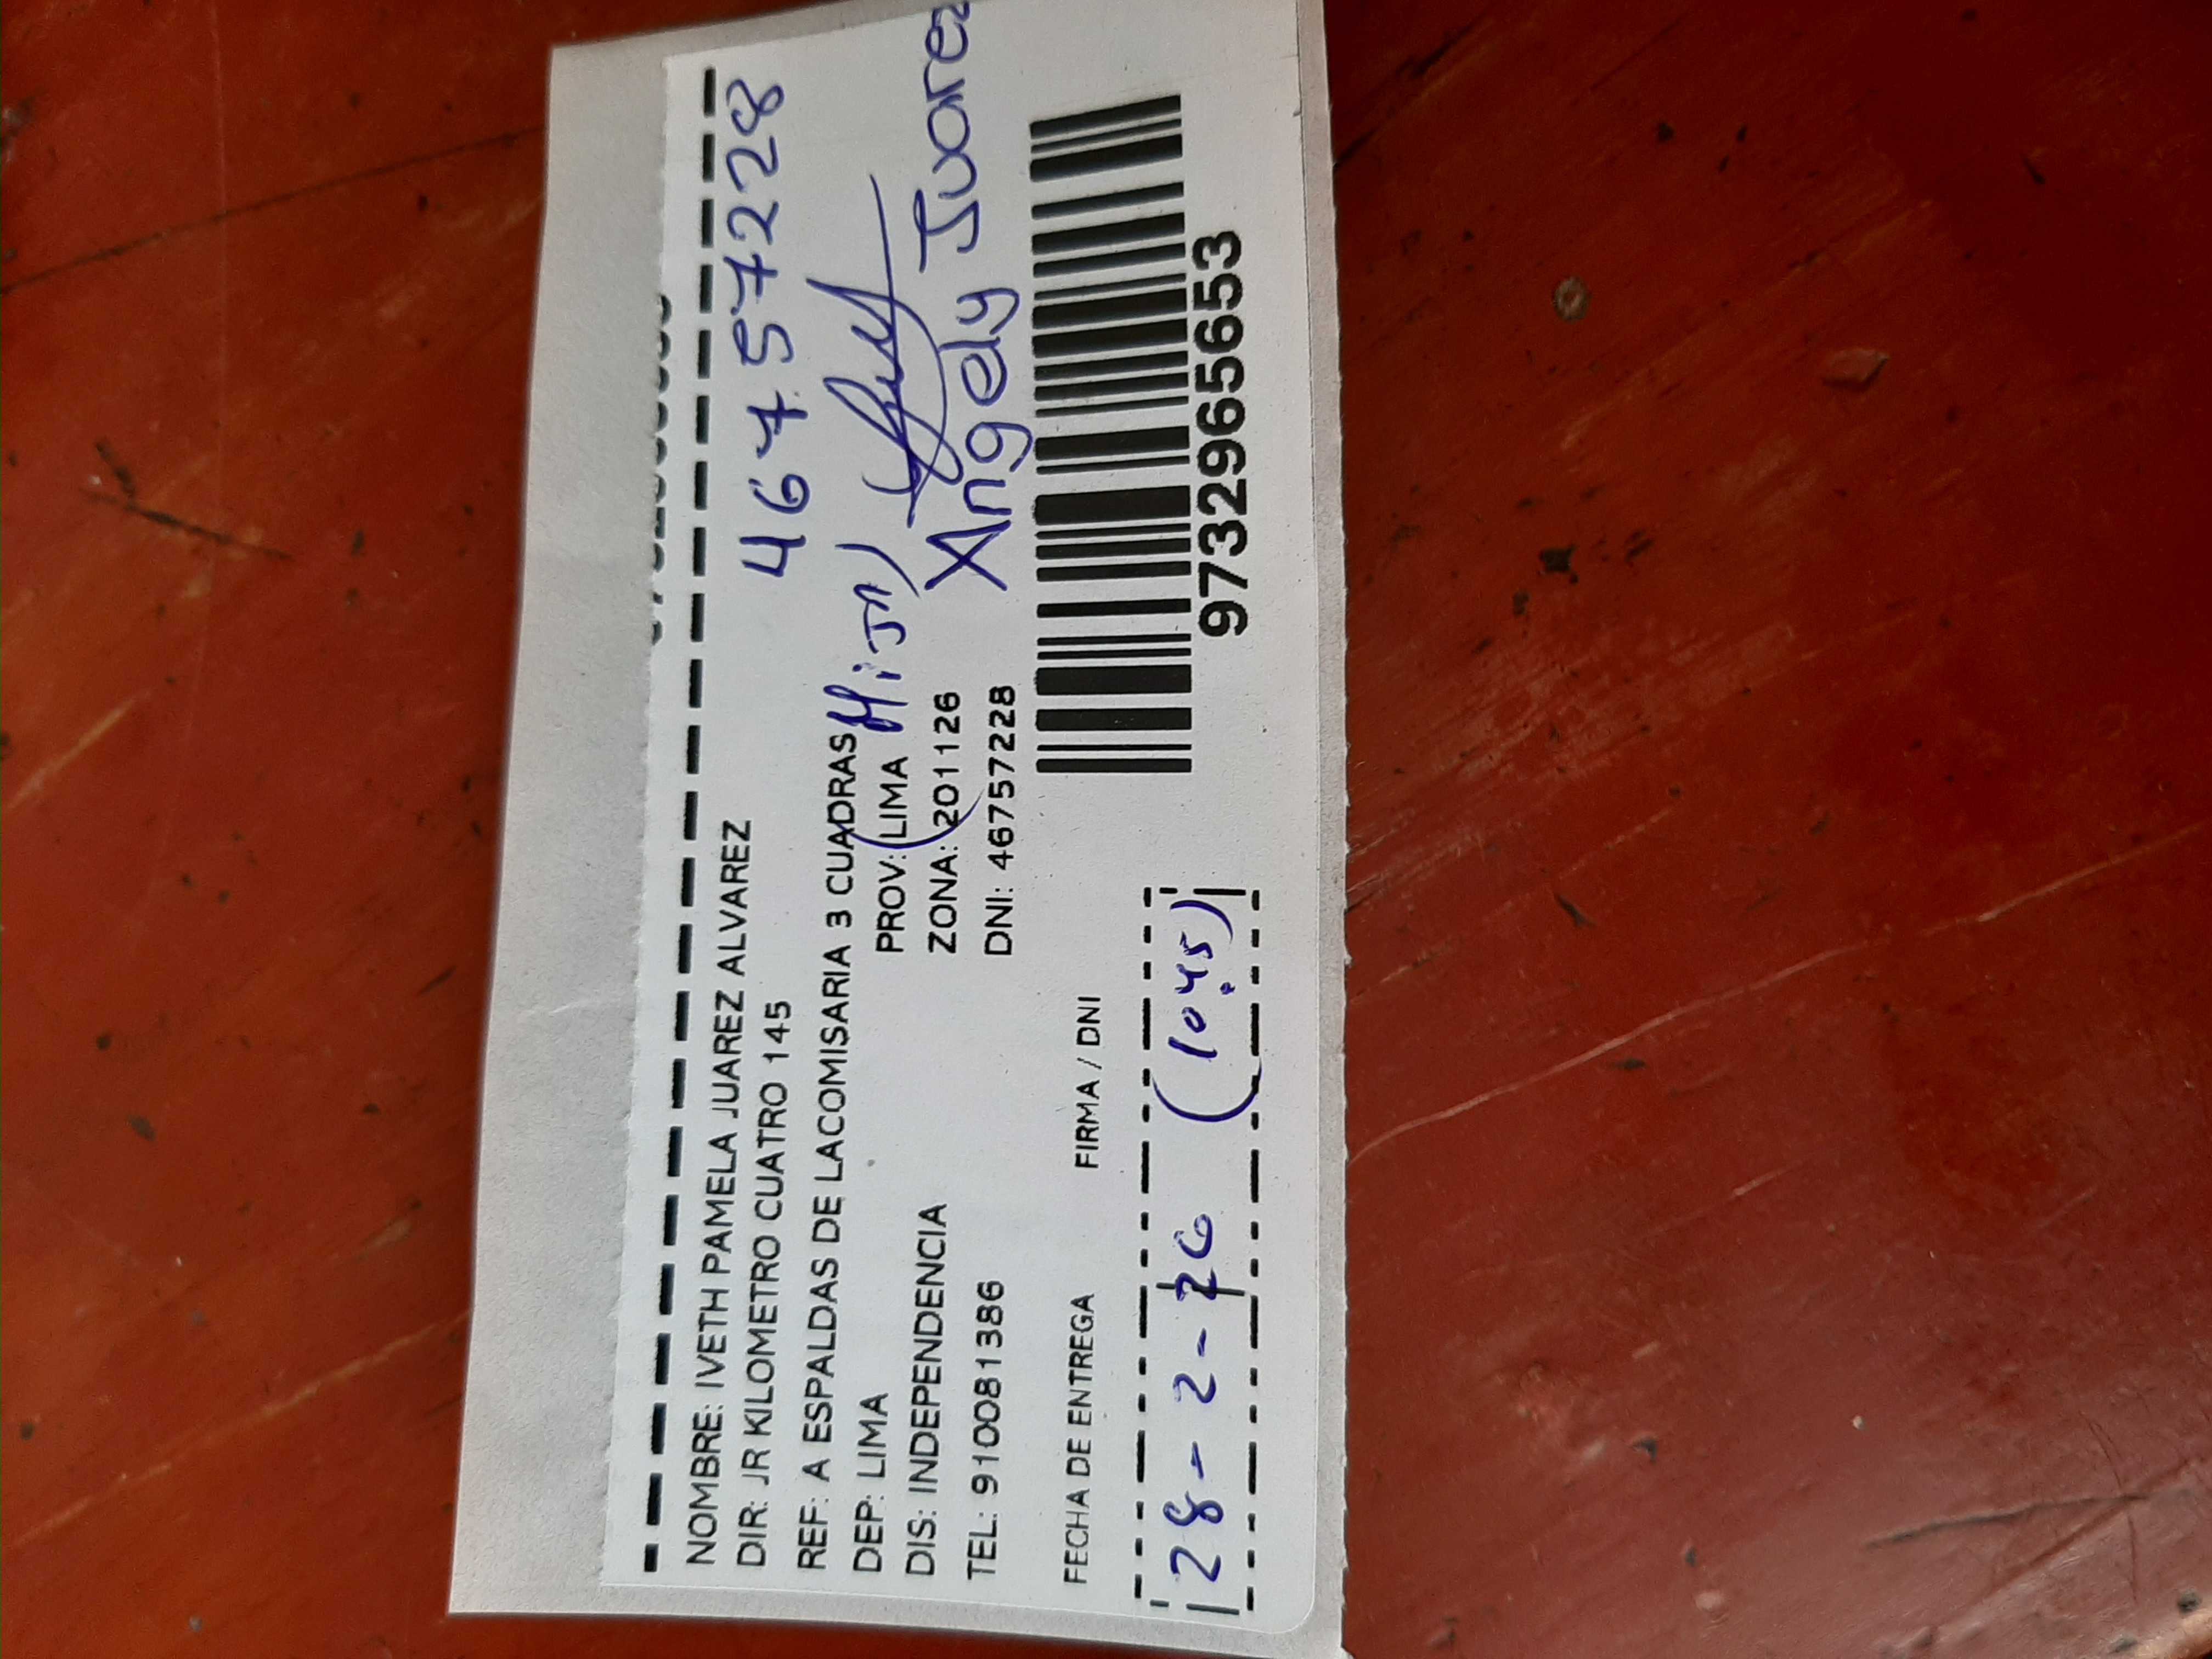 NOMBRE: IVETH PAMELA JUAREZ ALVAREZ
DIR: JR KILOMETRO CUATRO 145
46757228
REF: A ESPALDAS DE LACOMISARIA 3 CUADRAS
DEP: LIMA
PROV: LIMA
DIS: INDEPENDENCIA
ZONA: 201126
Angely Juarez
TEL: 910081386
DNI: 46757228
FECHA DE ENTREGA
FIRMA / DNI
9732965653
28 - 2 - 26
(10.45)